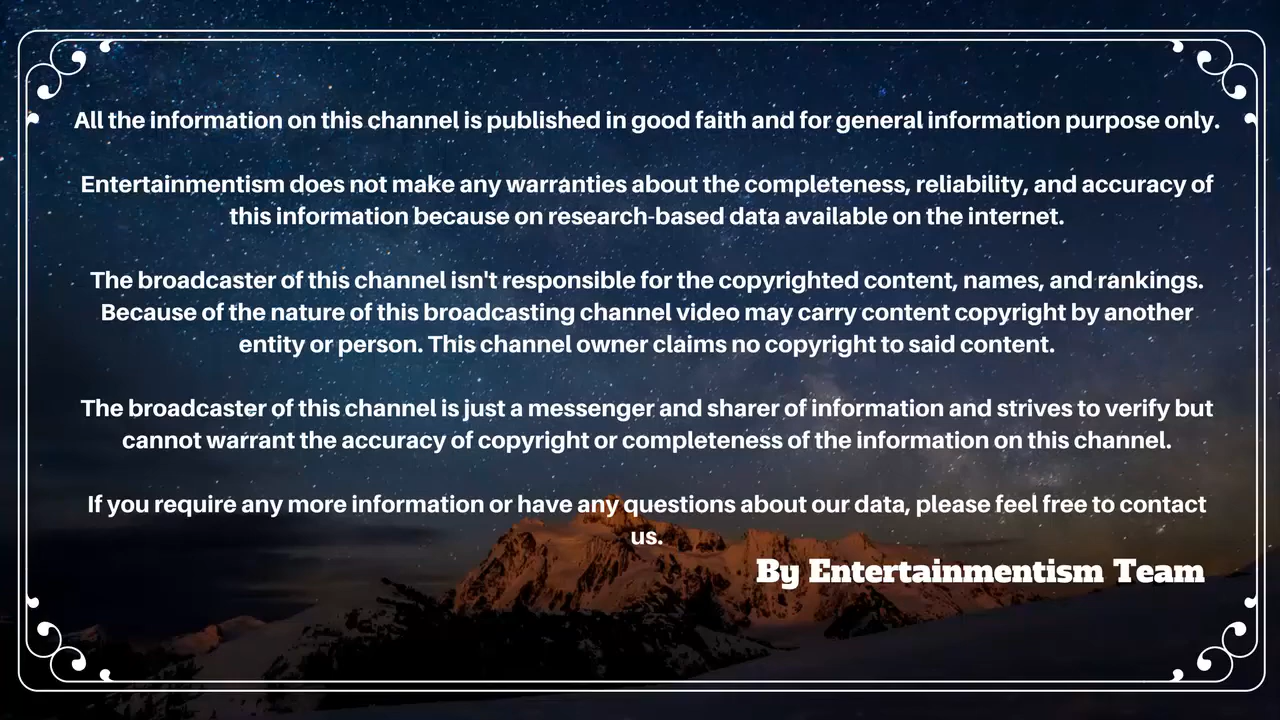 All the information on this channel is published in good faith and for general information purpose only.
Entertainmentism does not make any warranties about the completeness, reliability, and accuracy of
this information because on research-based data available on the internet.
The broadcaster of this channel isn't responsible for the copyrighted content, names, and rankings.
Because of the nature of this broadcasting channel video may carry content copyright by another
entity or person. This channel owner claims no copyright to said content.
The broadcaster of this channel is just a messenger and sharer of information and strives to verify but
cannot warrant the accuracy of copyright or completeness of the information on this channel.
If you require any more information or have any questions about our data, please feel free to contact
us.
By Entertainmentism Team